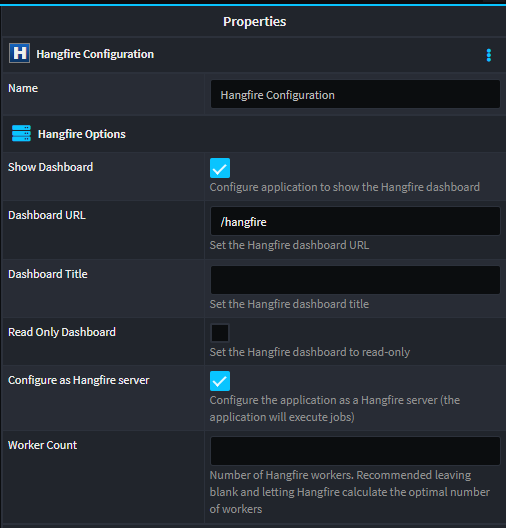 Properties
H Hangfire Configuration
Name
Hangfire Configuration
Hangfire Options
Show Dashboard
Configure application to show the Hangfire dashboard
Dashboard URL
/hangfire
Set the Hangfire dashboard URL
Dashboard Title
Set the Hangfire dashboard title
Read Only Dashboard
Set the Hangfire dashboard to read-only
Configure as Hangfire server
Configure the application as a Hangfire server (the
application will execute jobs)
Worker Count
Number of Hangfire workers. Recommended leaving
blank and letting Hangfire calculate the optimal number
of workers